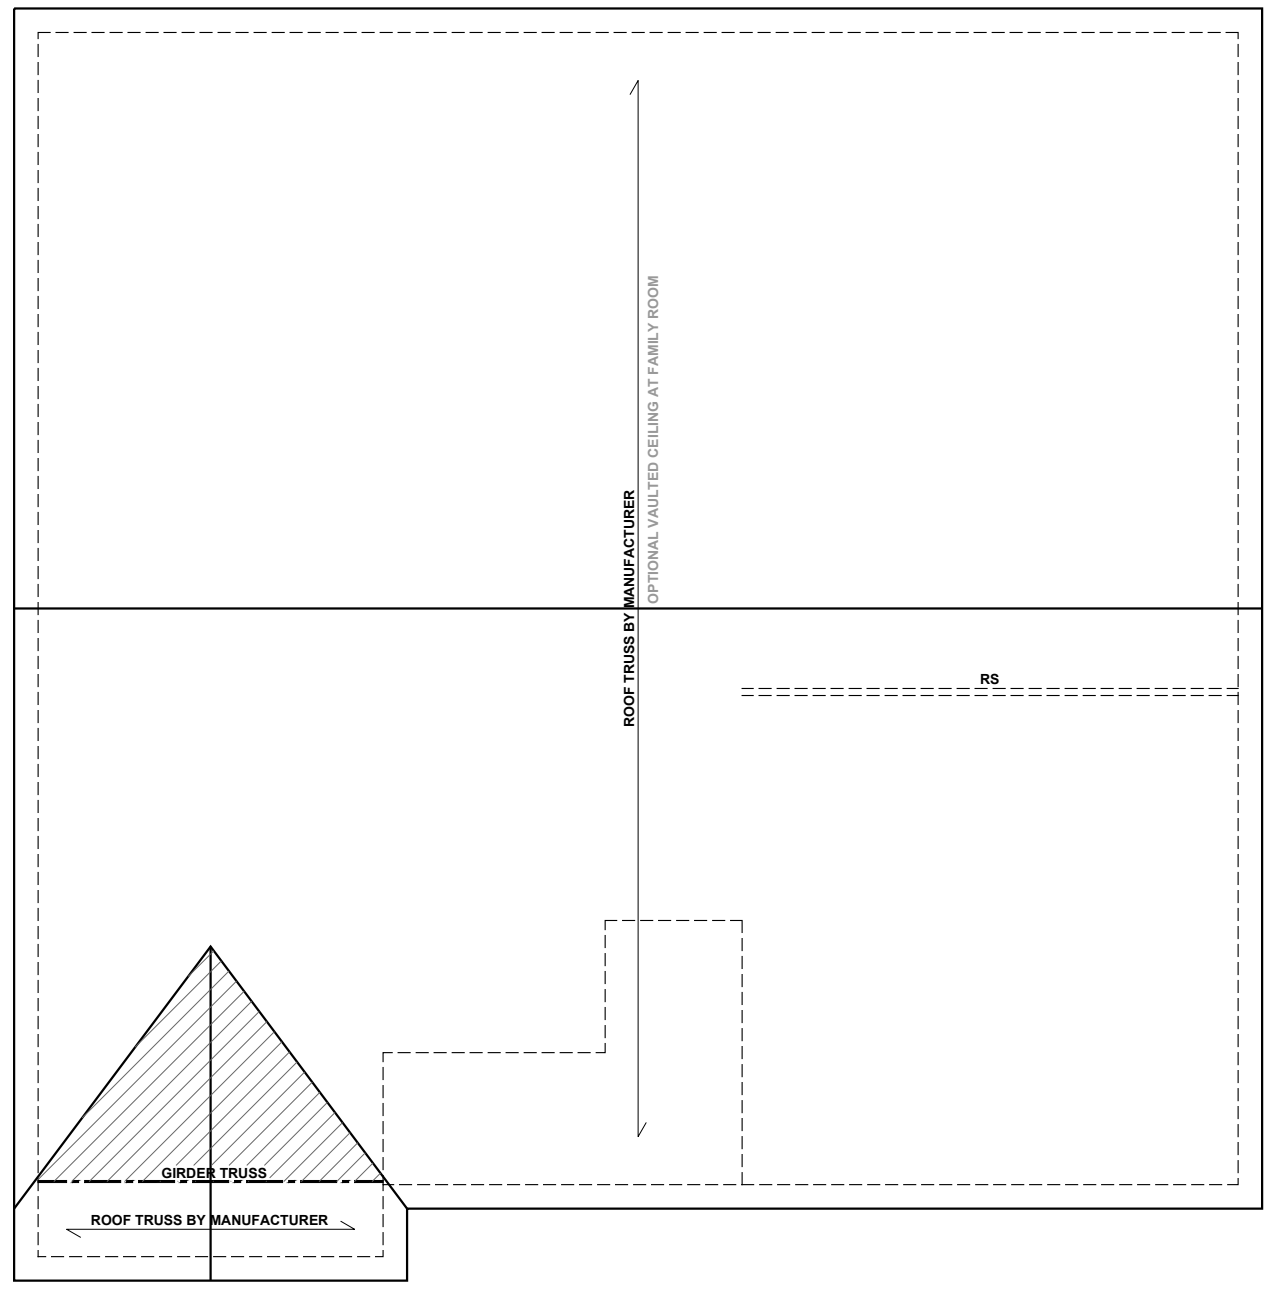 OPTIONAL VAULTED CEILING AT FAMILY ROOM
ROOF TRUSS BY MANUFACTURER
RS
GIRDER TRUSS
ROOF TRUSS BY MANUFACTURER